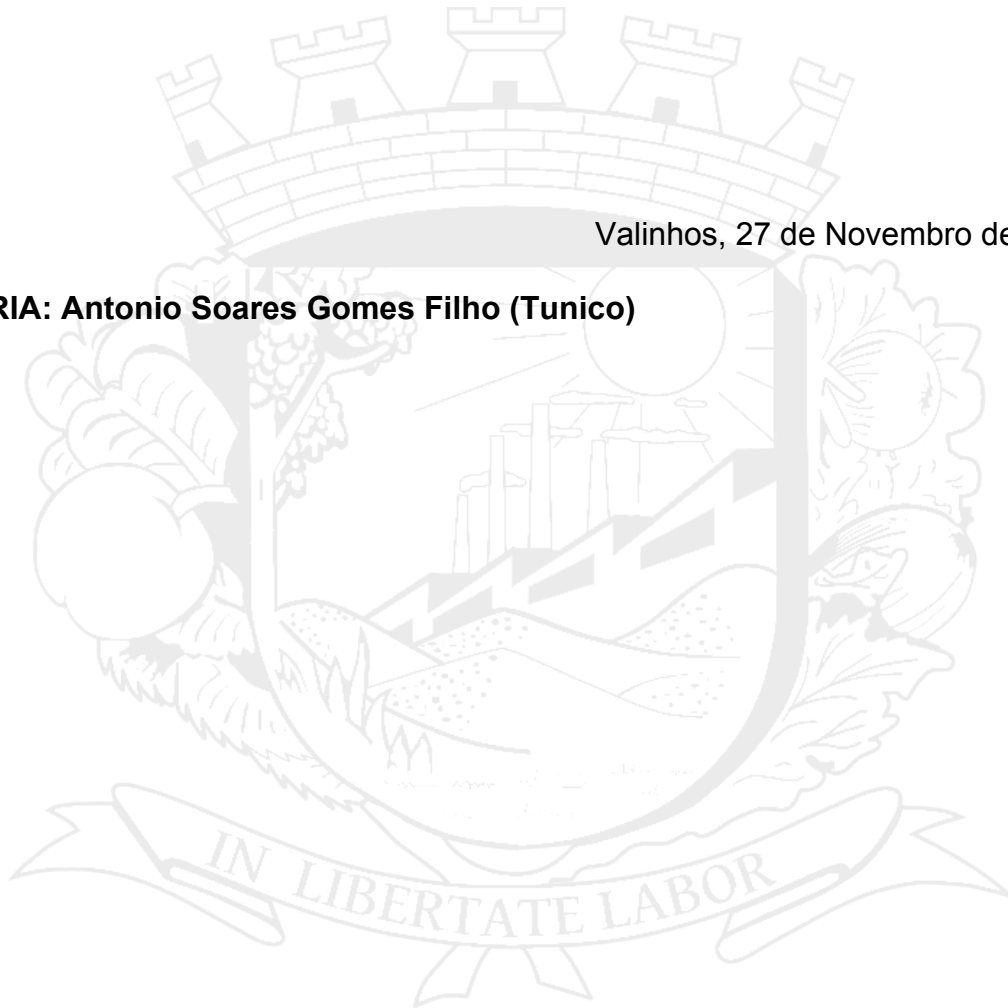 Valinhos, 27 de Novembro de
RIA: Antonio Soares Gomes Filho (Tunico)
IN LIBERTATE LABOR